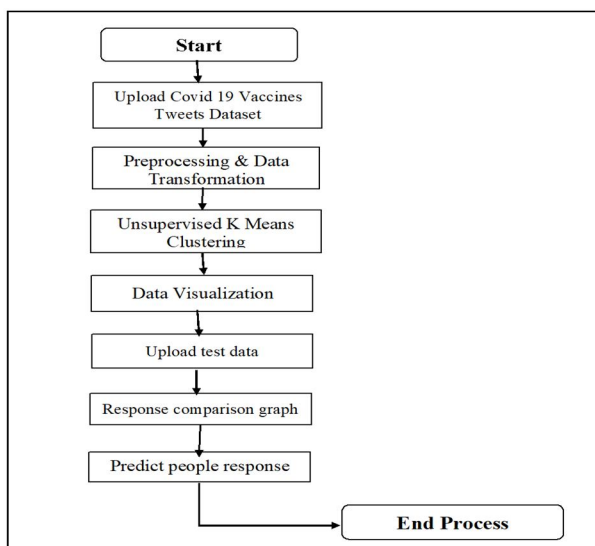 Start
Upload Covid 19 Vaccines
Tweets Dataset
Preprocessing & Data
Transformation
Unsupervised K Means
Clustering
Data Visualization
Upload test data
Response comparison graph
Predict people response
End Process